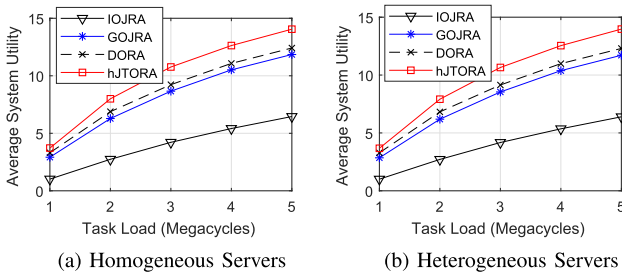 Average System Utility
15
10
5
0
IOJRA
GOJRA
DORA
hJTORA
1 2 3 4 5
Task Load (Megacycles)
(a) Homogeneous Servers
Average System Utility
15
10
5
0
IOJRA
GOJRA
DORA
hJTORA
1 2 3 4 5
Task Load (Megacycles)
(b) Heterogeneous Servers